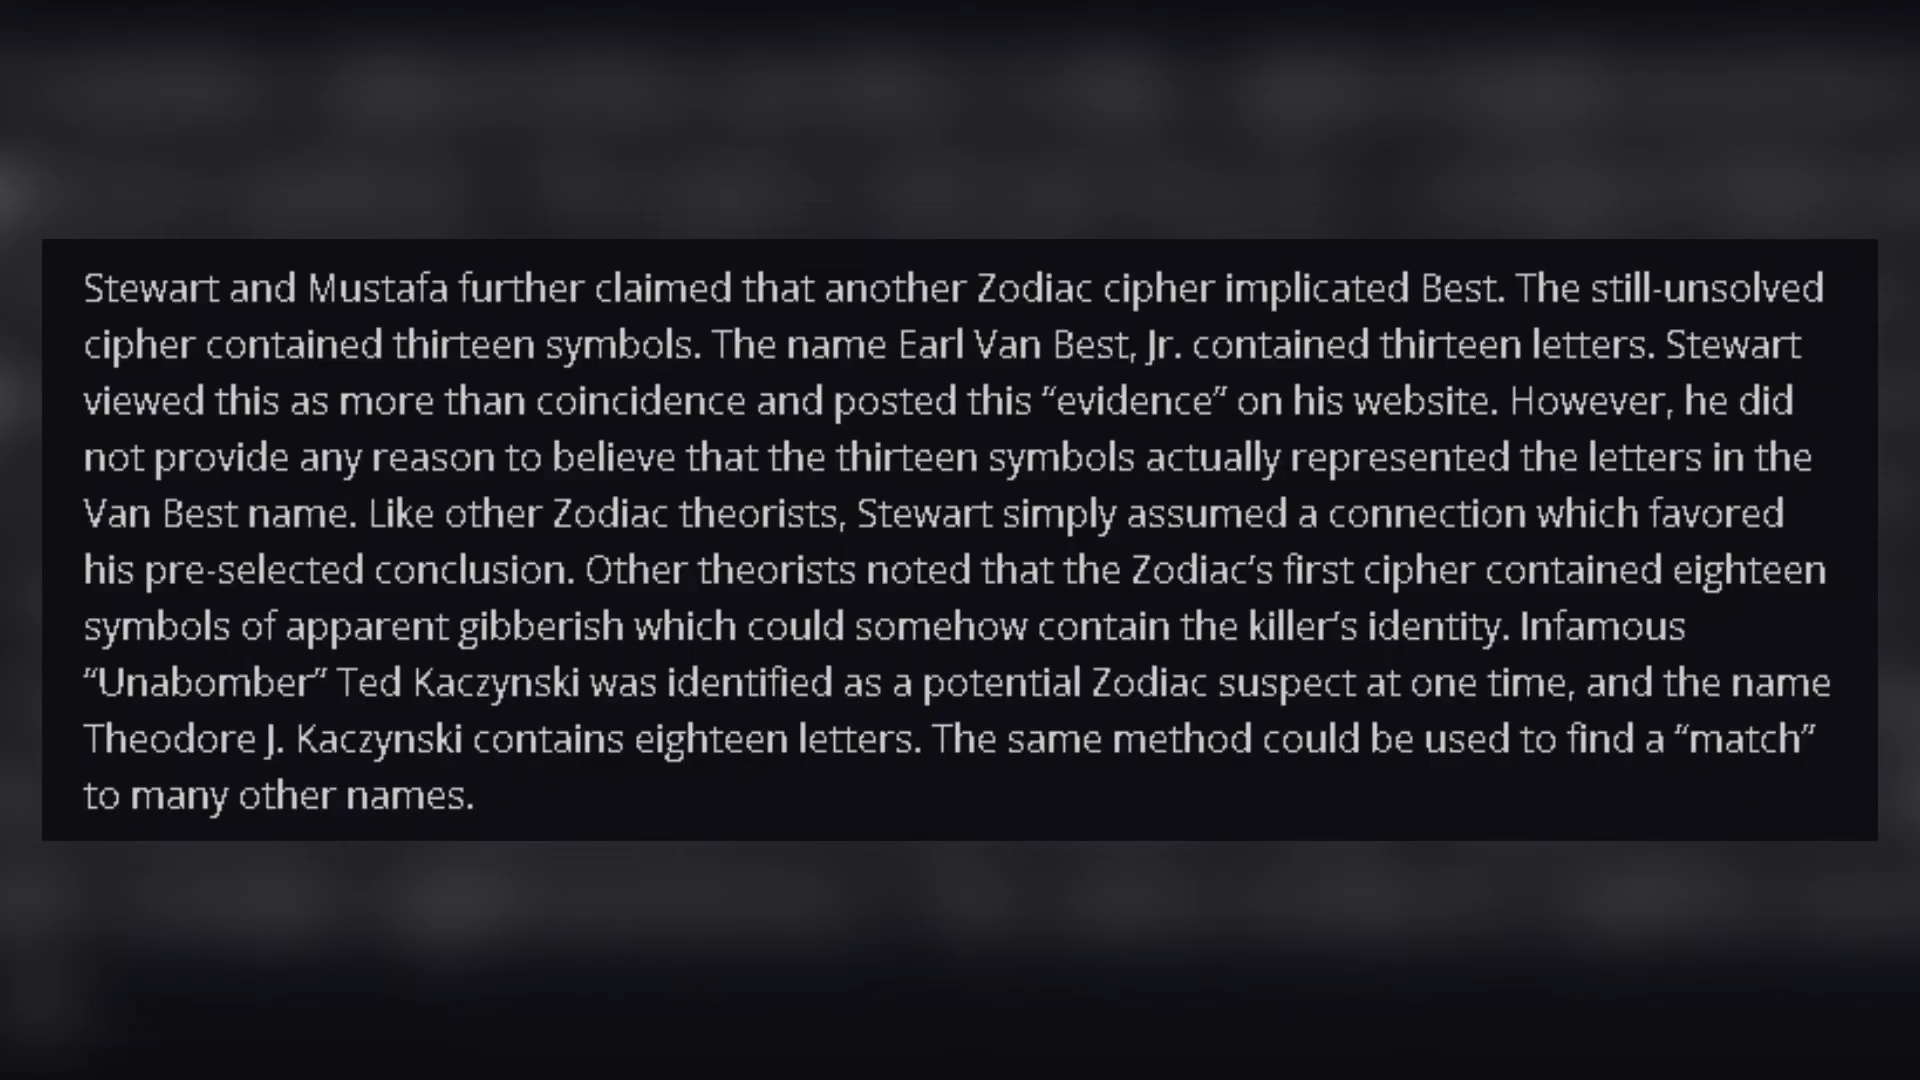 Stewart and Mustafa further claimed that another Zodiac cipher implicated Best. The still-unsolved
cipher contained thirteen symbols. The name Earl Van Best, Jr. contained thirteen letters. Stewart
viewed this as more than coincidence and posted this “evidence” on his website. However, he did
not provide any reason to believe that the thirteen symbols actually represented the letters in the
Van Best name. Like other Zodiac theorists, Stewart simply assumed a connection which favored
his pre-selected conclusion. Other theorists noted that the Zodiac’s first cipher contained eighteen
symbols of apparent gibberish which could somehow contain the killer’s identity. Infamous
“Unabomber” Ted Kaczynski was identified as a potential Zodiac suspect at one time, and the name
Theodore J. Kaczynski contains eighteen letters. The same method could be used to find a “match”
to many other names.